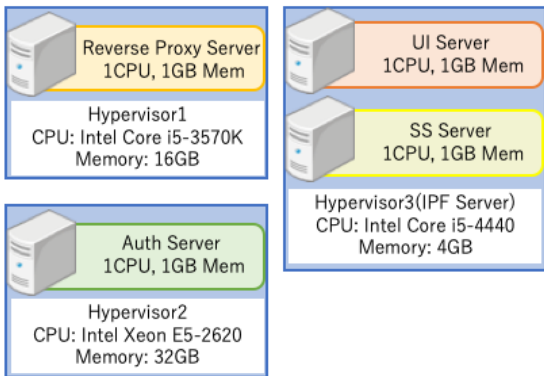 Reverse Proxy Server
1CPU, 1GB Mem
Hypervisor1
CPU: Intel Core i5-3570K
Memory: 16GB
Auth Server
1CPU, 1GB Mem
Hypervisor2
CPU: Intel Xeon E5-2620
Memory: 32GB
UI Server
1CPU, 1GB Mem
SS Server
1CPU, 1GB Mem
Hypervisor3(IPF Server)
CPU: Intel Core i5-4440
Memory: 4GB